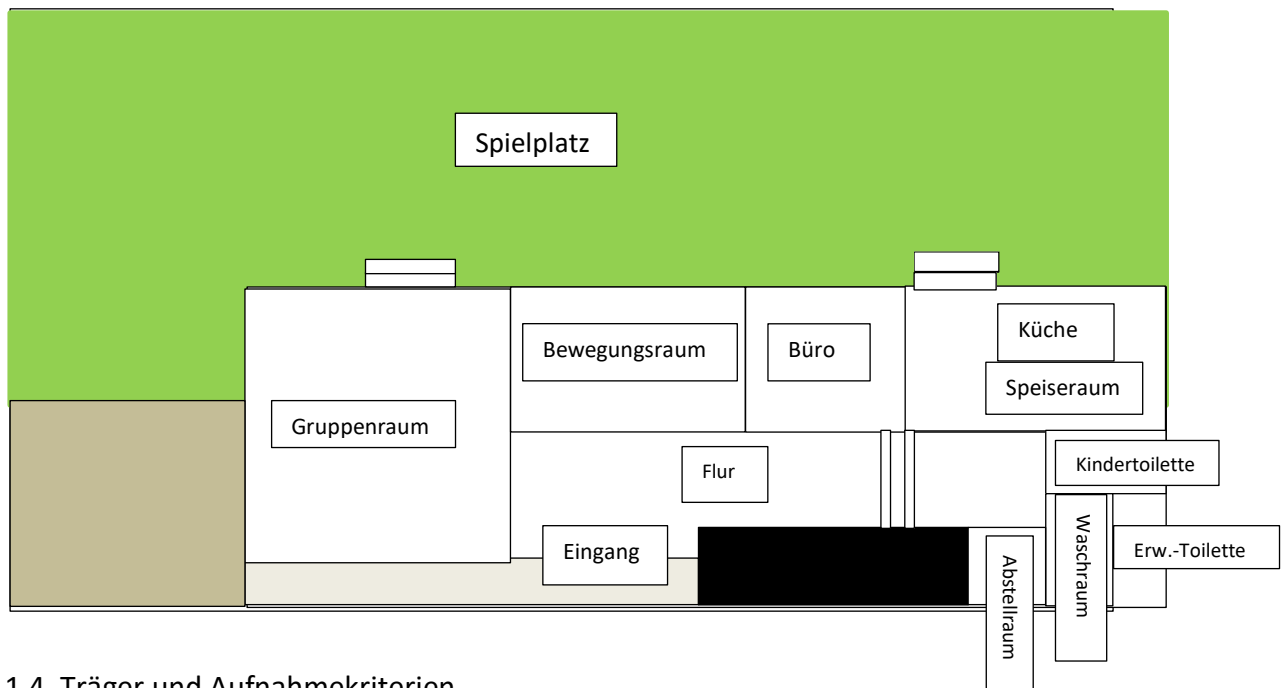 Spielplatz
Küche
Bewegungsraum
Büro
Speiseraum
Gruppenraum
Flur
Kindertoilette
Eingang
Abstellraum
Waschraum
Erw.-Toilette
1.4 Träger und Aufnahmekriterien